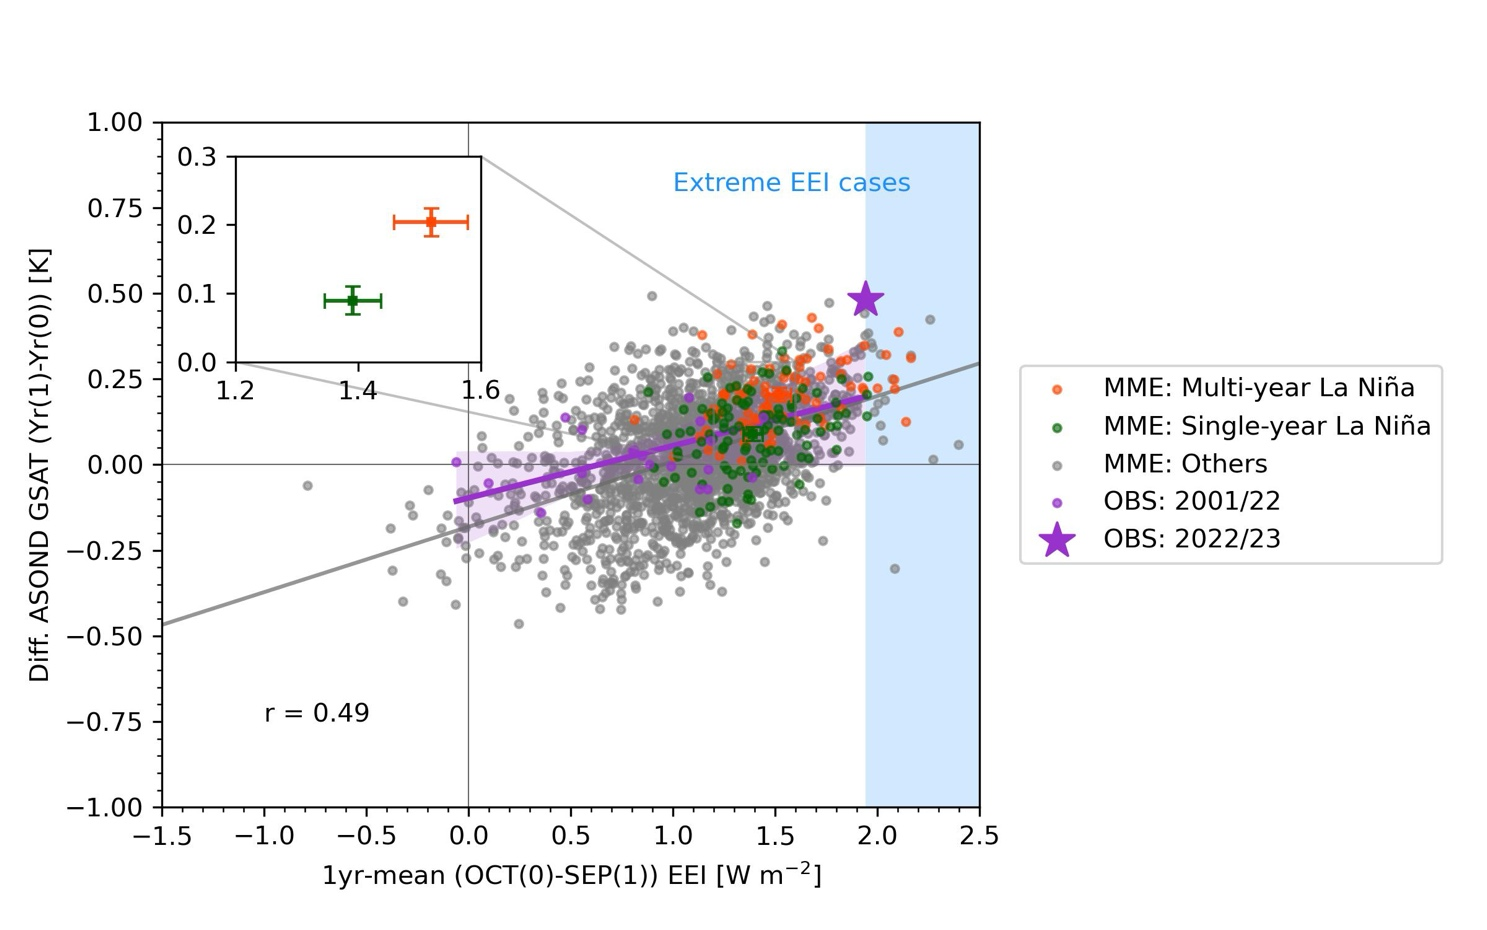 1.00
0.75
0.50
0.25
0.00
−0.25
−0.50
−0.75
−1.00
Diff. ASOND GSAT (Yr(1)-Yr(0)) [K]
0.3
0.2
0.1
0.0
1.2 1.4 1.6
Extreme EEI cases
r = 0.49
−1.5 −1.0 −0.5 0.0 0.5 1.0 1.5 2.0 2.5
1yr-mean (OCT(0)-SEP(1)) EEI [W m⁻²]
MME: Multi-year La Niña
MME: Single-year La Niña
MME: Others
OBS: 2001/22
OBS: 2022/23